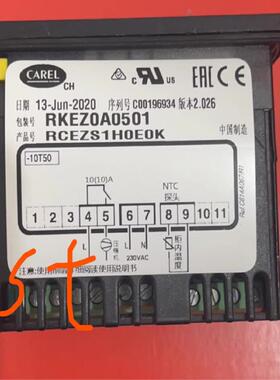 CAREL
CH
c UL US
EAC CE
日期 13-Jun-2020 序列号 C00196934 版本2.026
包装号 RKEZ0A0501
产品号 RCEZS1H0E0K
中国制造
-10T50
10(10)A
NTC
探头
1 2 3 4 5 6 7 8 9 10 11
L L N
压缩机
230VAC
柜内温度
注意:使用前请仔细阅读使用说明书
st